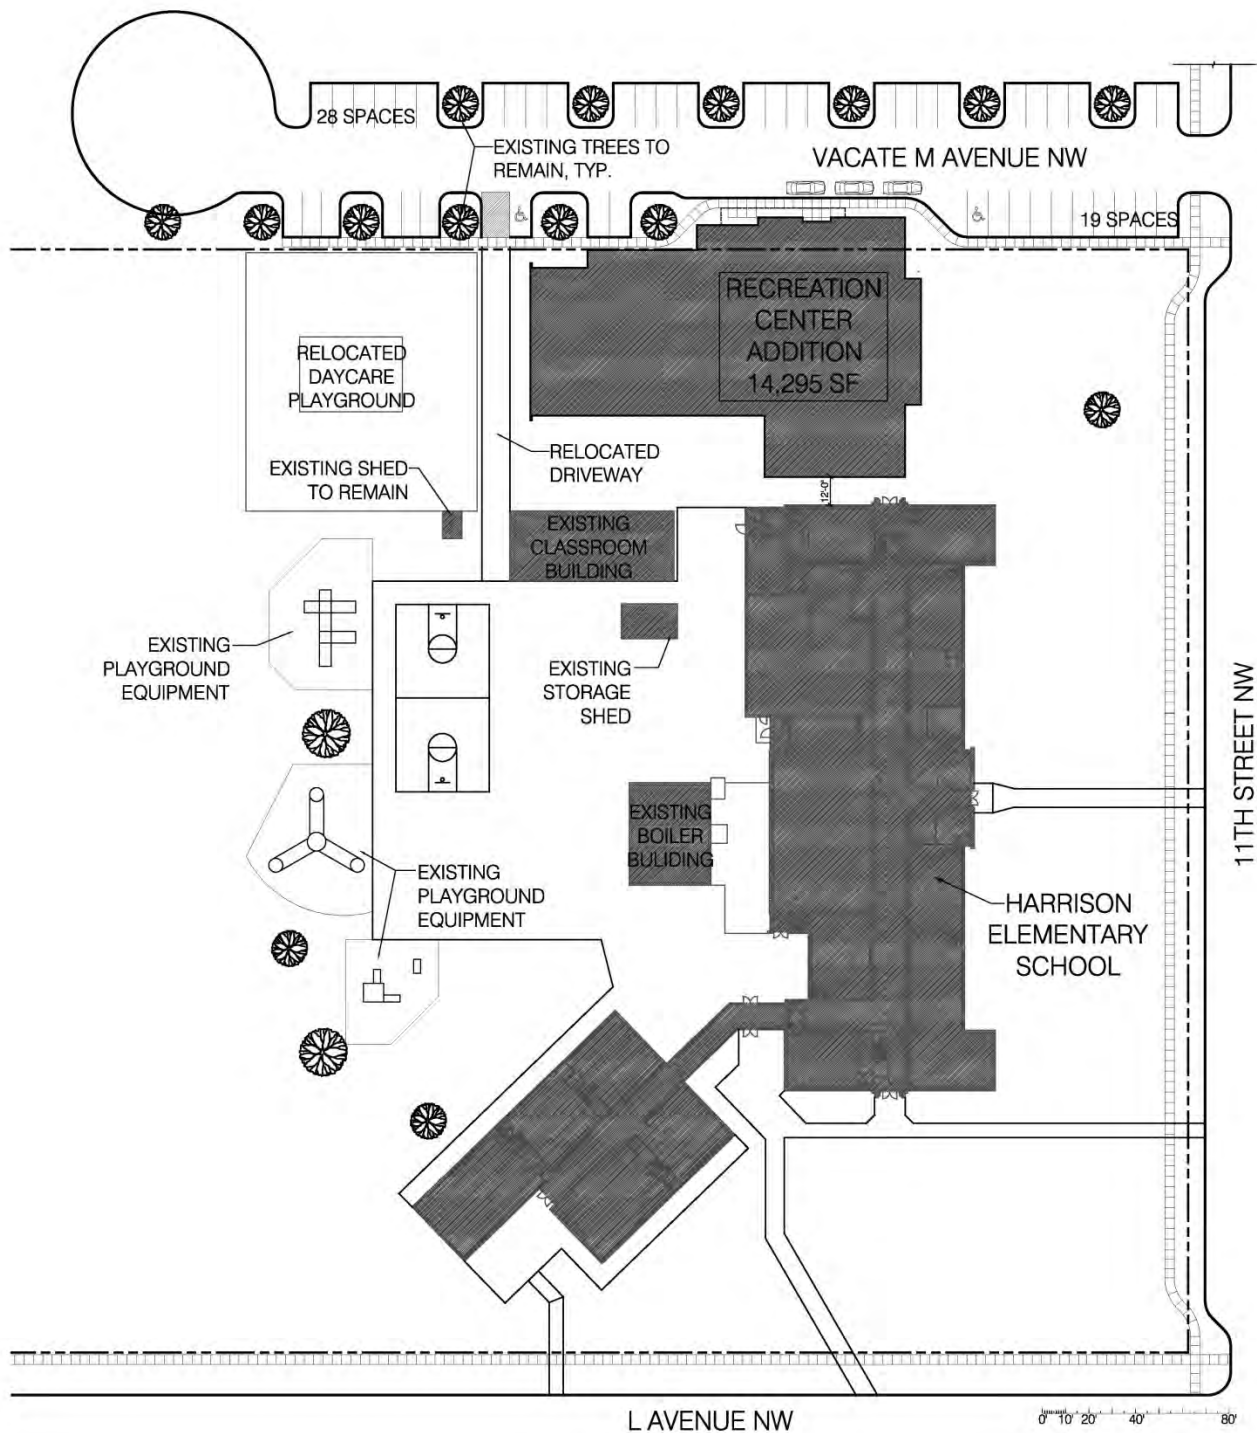 28 SPACES
EXISTING TREES TO
REMAIN, TYP.
VACATE M AVENUE NW
19 SPACES
RECREATION
CENTER
ADDITION
14,295 SF
RELOCATED
DAYCARE
PLAYGROUND
RELOCATED
DRIVEWAY
EXISTING SHED
TO REMAIN
12'-0"
EXISTING
CLASSROOM
BUILDING
EXISTING
PLAYGROUND
EQUIPMENT
EXISTING
STORAGE
SHED
11TH STREET NW
EXISTING
BOILER
BULIDING
EXISTING
PLAYGROUND
EQUIPMENT
HARRISON
ELEMENTARY
SCHOOL
L AVENUE NW
0' 10' 20' 40' 80'